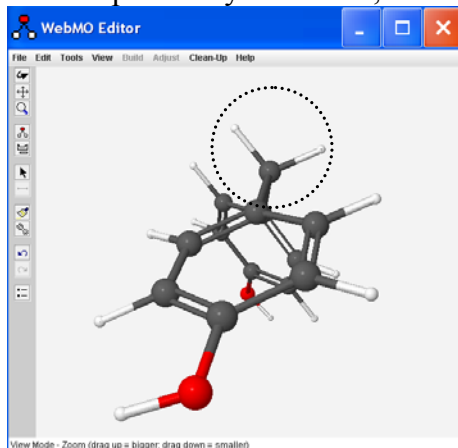 WebMO Editor
File Edit Tools View Build Adjust Clean-Up Help
View Mode - Zoom (drag up = bigger; drag down = smaller)